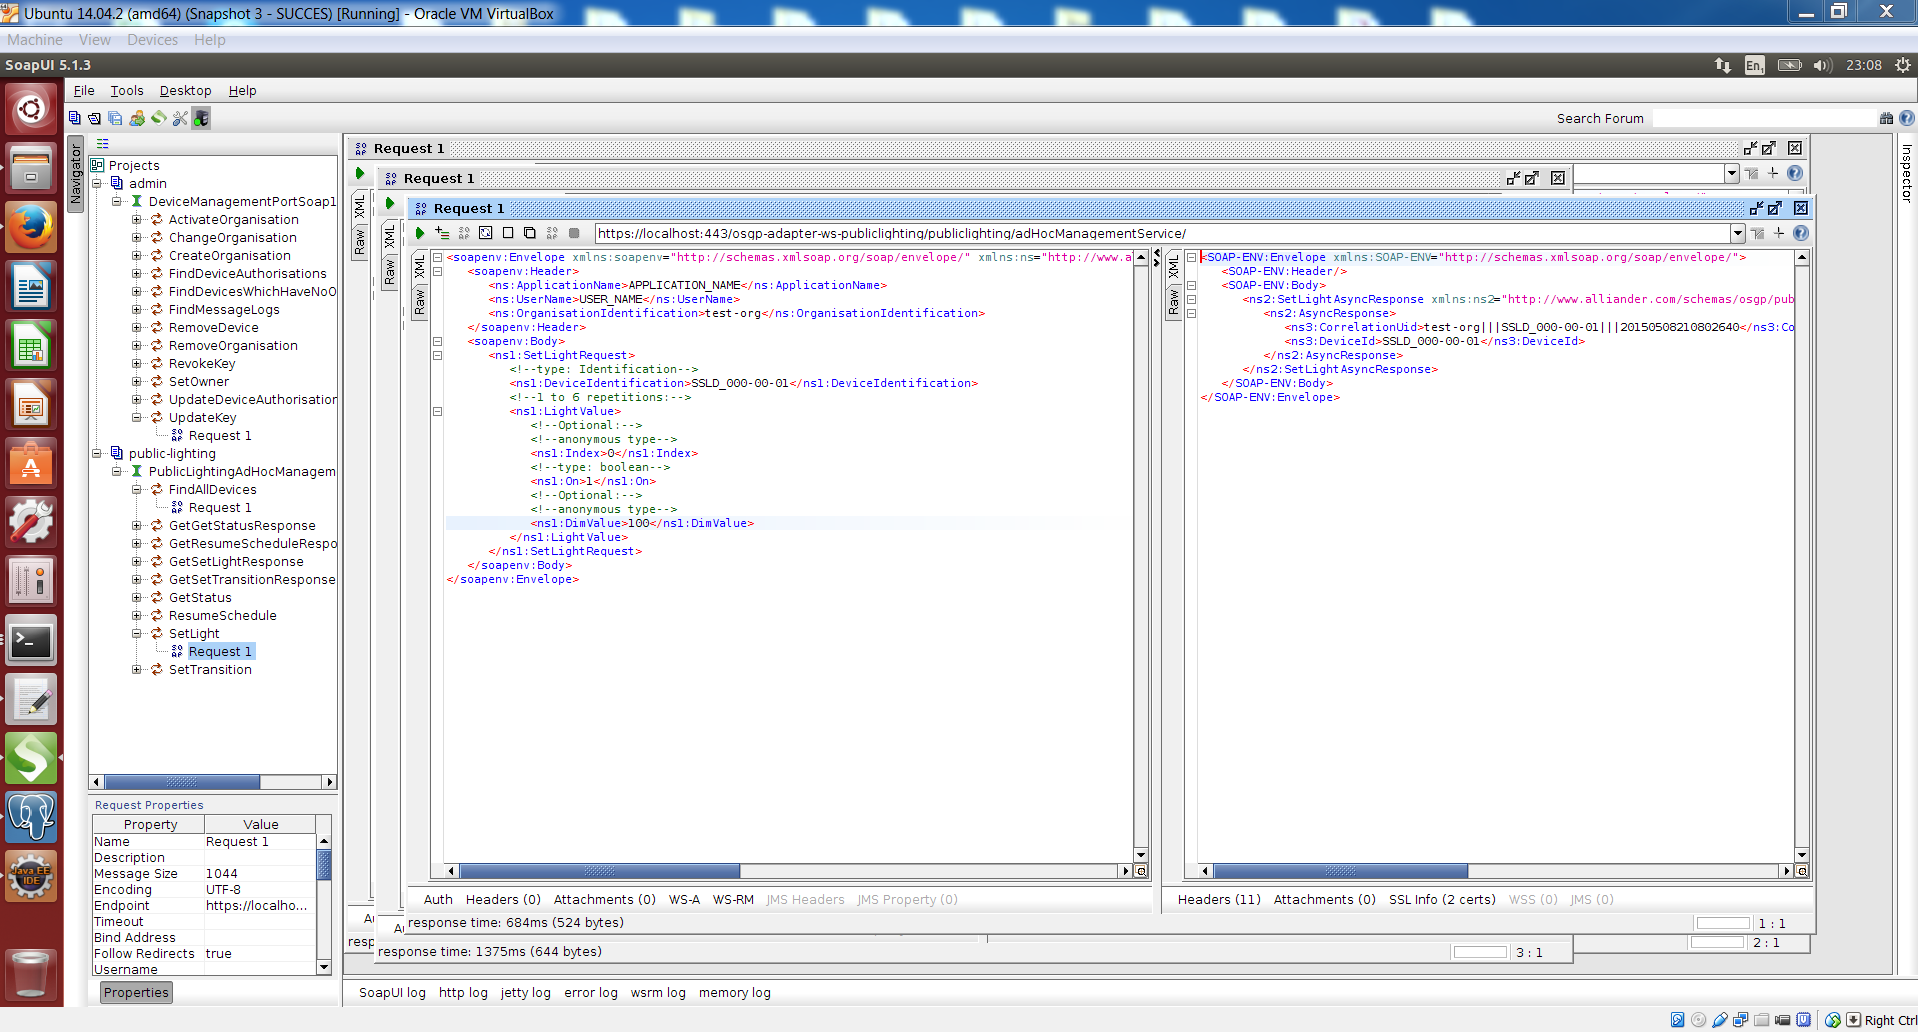 Ubuntu 14.04.2 (amd64) (Snapshot 3 - SUCCES) [Running] - Oracle VM VirtualBox
Machine View Devices Help
SoapUI 5.1.3
En1 23:08
File Tools Desktop Help
Search Forum
Navigator
Projects
admin
DeviceManagementPortSoap1
ActivateOrganisation
ChangeOrganisation
CreateOrganisation
FindDeviceAuthorisations
FindDevicesWhichHaveNoO
FindMessageLogs
RemoveDevice
RemoveOrganisation
RevokeKey
SetOwner
UpdateDeviceAuthorisation
UpdateKey
Request 1
public-lighting
PublicLightingAdHocManagem
FindAllDevices
Request 1
GetGetStatusResponse
GetResumeScheduleRespo
GetSetLightResponse
GetSetTransitionResponse
GetStatus
ResumeSchedule
SetLight
Request 1
SetTransition
Request Properties
Property Value
Name Request 1
Description
Message Size 1044
Encoding UTF-8
Endpoint https://localho...
Timeout
Bind Address
Follow Redirects true
Username
Properties
Request 1
XML
Raw
Request 1
XML
Raw
Request 1
https://localhost:443/osgp-adapter-ws-publiclighting/publiclighting/adHocManagementService/
XML
Raw
<soapenv:Envelope xmlns:soapenv="http://schemas.xmlsoap.org/soap/envelope/" xmlns:ns="http://www.a
<soapenv:Header>
<ns:ApplicationName>APPLICATION_NAME</ns:ApplicationName>
<ns:UserName>USER_NAME</ns:UserName>
<ns:OrganisationIdentification>test-org</ns:OrganisationIdentification>
</soapenv:Header>
<soapenv:Body>
<ns1:SetLightRequest>
<!--type: Identification-->
<ns1:DeviceIdentification>SSLD_000-00-01</ns1:DeviceIdentification>
<!--1 to 6 repetitions:-->
<ns1:LightValue>
<!--Optional:-->
<!--anonymous type-->
<ns1:Index>0</ns1:Index>
<!--type: boolean-->
<ns1:On>1</ns1:On>
<!--Optional:-->
<!--anonymous type-->
<ns1:DimValue>100</ns1:DimValue>
</ns1:LightValue>
</ns1:SetLightRequest>
</soapenv:Body>
</soapenv:Envelope>
XML
Raw
<SOAP-ENV:Envelope xmlns:SOAP-ENV="http://schemas.xmlsoap.org/soap/envelope/">
<SOAP-ENV:Header/>
<SOAP-ENV:Body>
<ns2:SetLightAsyncResponse xmlns:ns2="http://www.alliander.com/schemas/osgp/pub
<ns2:AsyncResponse>
<ns3:CorrelationUid>test-org|||SSLD_000-00-01|||20150508210802640</ns3:Co
<ns3:DeviceId>SSLD_000-00-01</ns3:DeviceId>
</ns2:AsyncResponse>
</ns2:SetLightAsyncResponse>
</SOAP-ENV:Body>
</SOAP-ENV:Envelope>
Inspector
Auth Headers (0) Attachments (0) WS-A WS-RM JMS Headers JMS Property (0)
Headers (11) Attachments (0) SSL Info (2 certs) WSS (0) JMS (0)
response time: 684ms (524 bytes)
1 : 1
2 : 1
response time: 1375ms (644 bytes)
3 : 1
SoapUI log http log jetty log error log wsrm log memory log
Java EE IDE
Right Ctrl